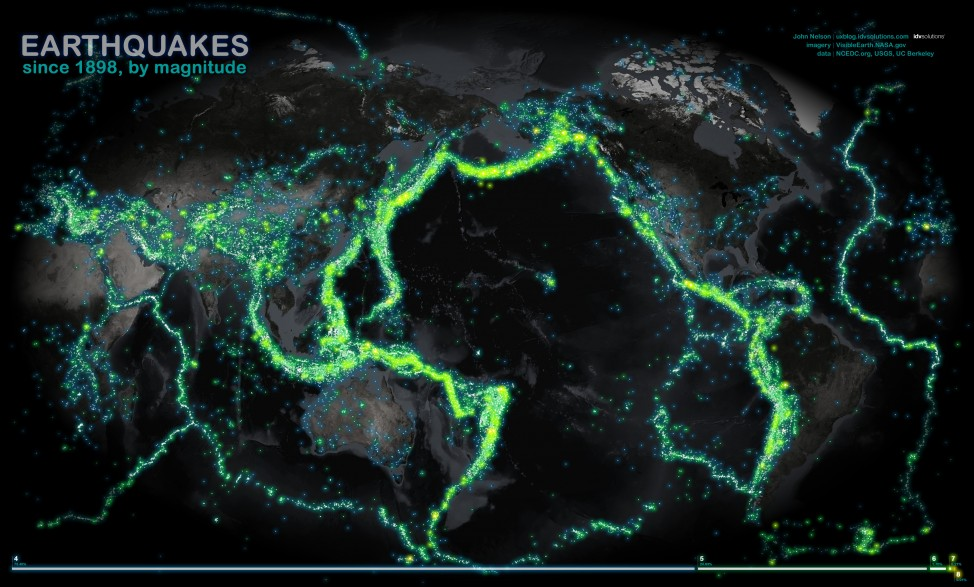 EARTHQUAKES
since 1898, by magnitude
John Nelson : uxblog.idvsolutions.com idvsolutions
imagery : VisibleEarth.NASA.gov
data : NCEDC.org, USGS, UC Berkeley
4 5 6 7
8